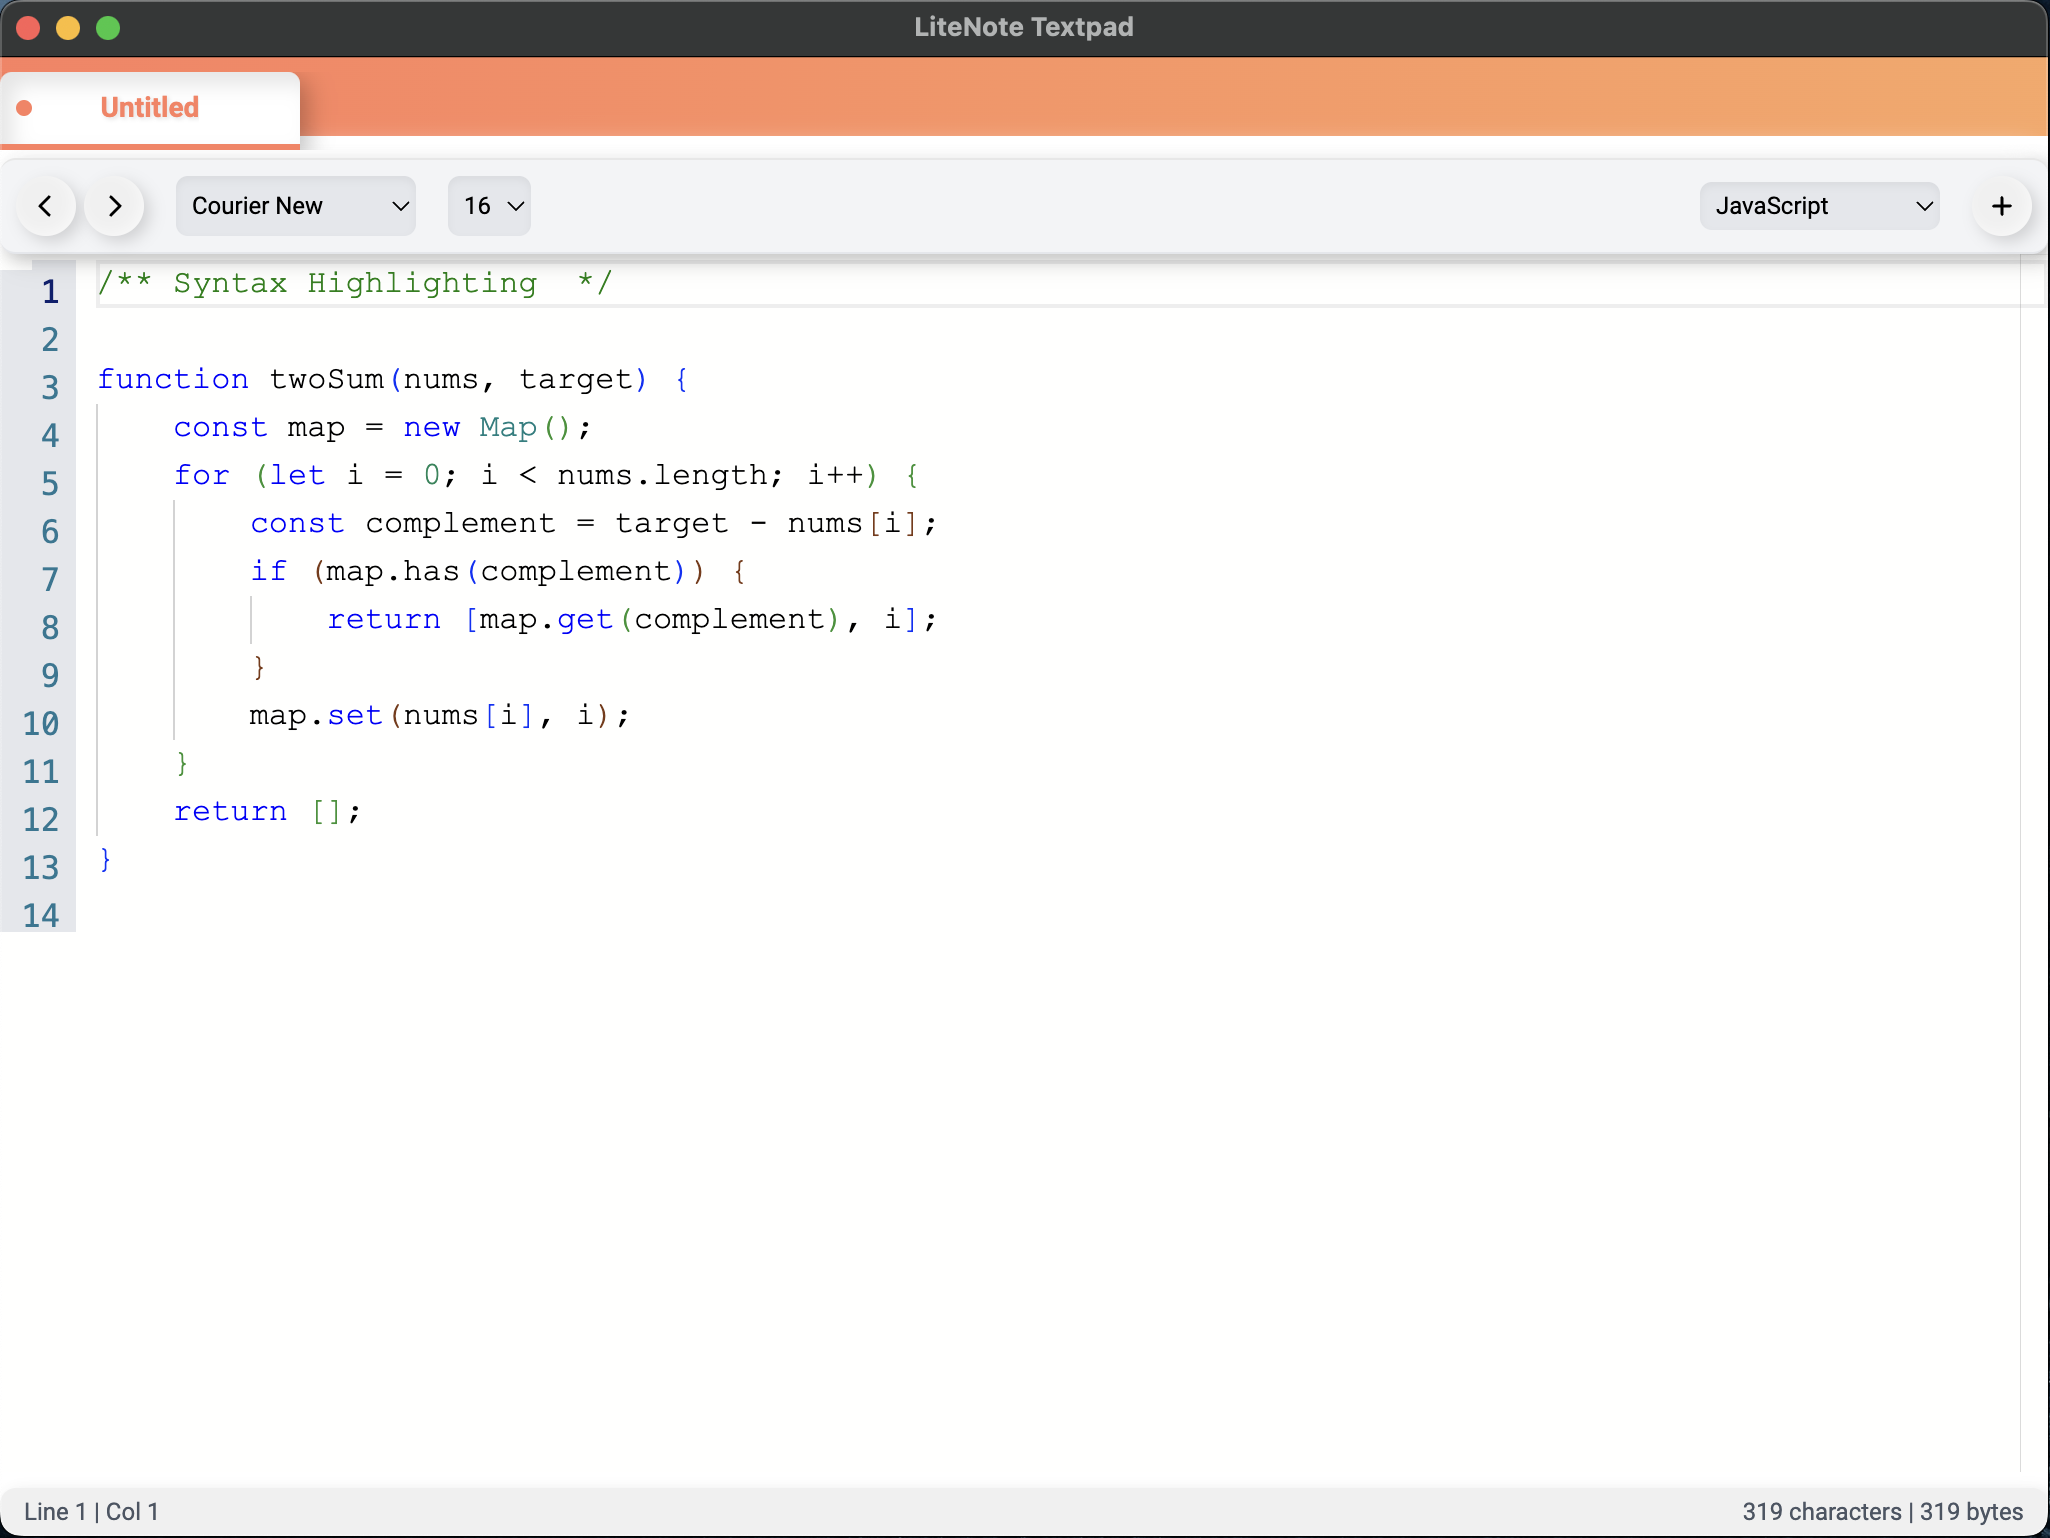 LiteNote Textpad
Untitled
Courier New 16 JavaScript +
1 /** Syntax Highlighting  */
2
3 function twoSum(nums, target) {
4     const map = new Map();
5     for (let i = 0; i < nums.length; i++) {
6         const complement = target - nums[i];
7         if (map.has(complement)) {
8             return [map.get(complement), i];
9         }
10         map.set(nums[i], i);
11     }
12     return [];
13 }
14
Line 1 | Col 1 319 characters | 319 bytes